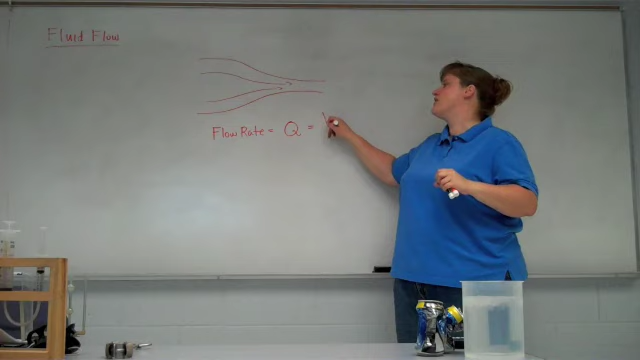 Fluid Flow
Flow Rate = Q =